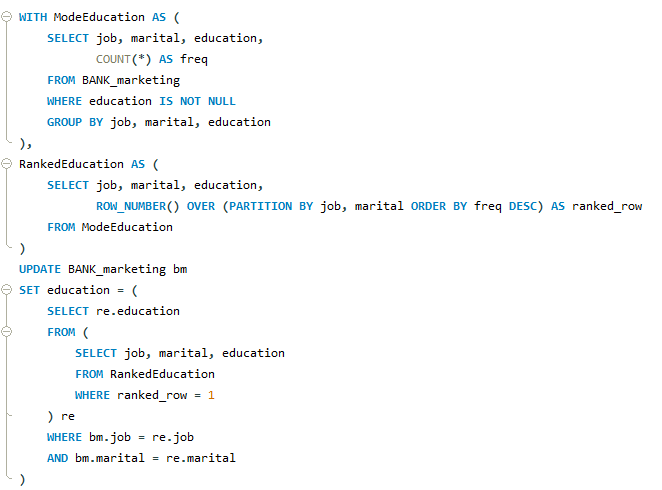 WITH ModeEducation AS (
    SELECT job, marital, education,
           COUNT(*) AS freq
    FROM BANK_marketing
    WHERE education IS NOT NULL
    GROUP BY job, marital, education
),
RankedEducation AS (
    SELECT job, marital, education,
           ROW_NUMBER() OVER (PARTITION BY job, marital ORDER BY freq DESC) AS ranked_row
    FROM ModeEducation
)
UPDATE BANK_marketing bm
SET education = (
    SELECT re.education
    FROM (
        SELECT job, marital, education
        FROM RankedEducation
        WHERE ranked_row = 1
    ) re
    WHERE bm.job = re.job
    AND bm.marital = re.marital
)